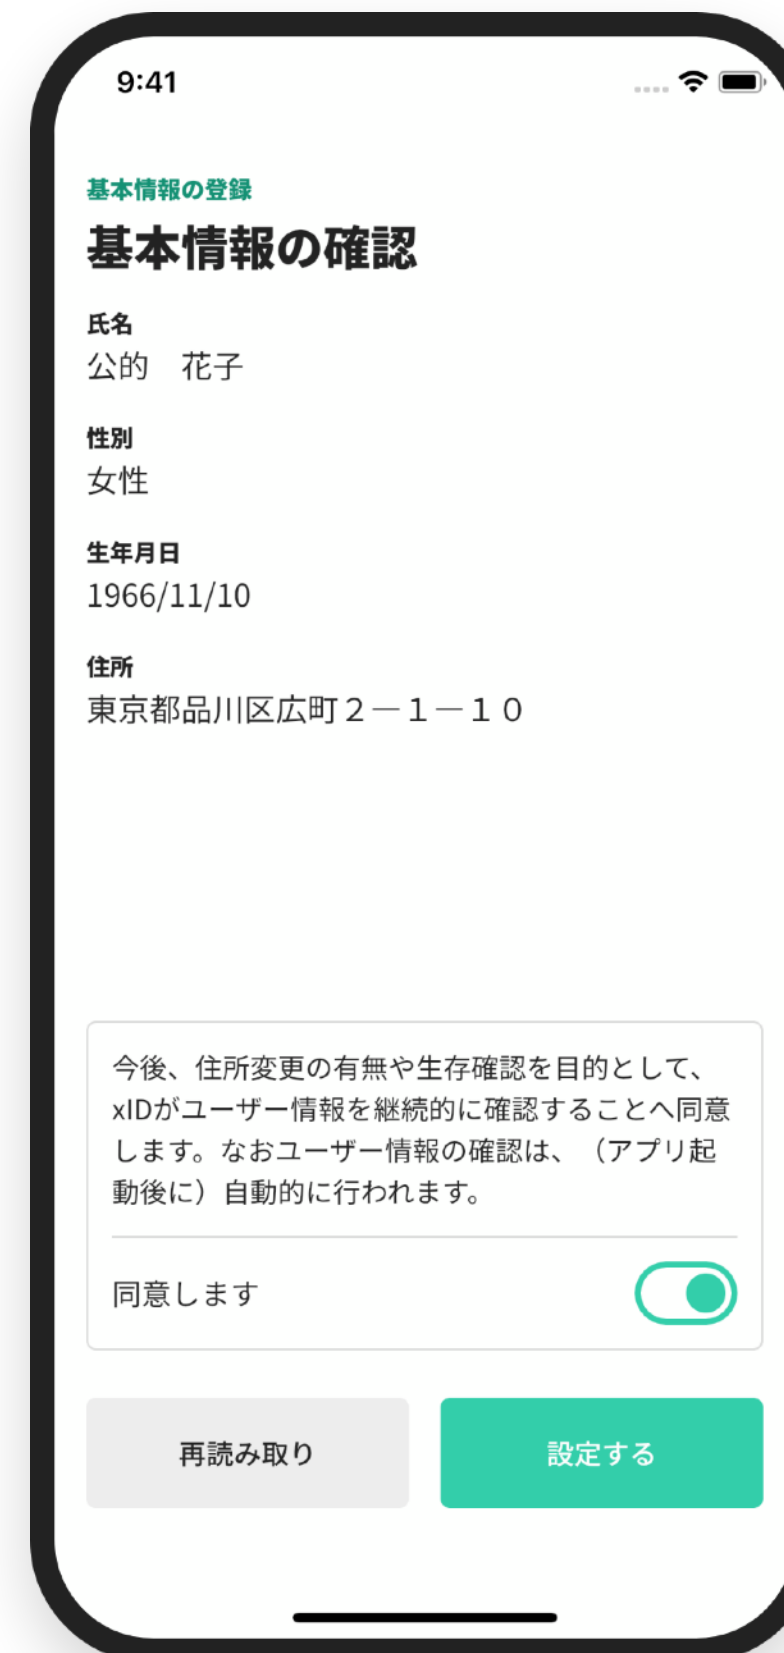 9:41
基本情報の登録
基本情報の確認
氏名
公的　花子
性別
女性
生年月日
1966/11/10
住所
東京都品川区広町２－１－１０
今後、住所変更の有無や生存確認を目的として、
xIDがユーザー情報を継続的に確認することへ同意
します。なおユーザー情報の確認は、（アプリ起
動後に）自動的に行われます。
同意します
再読み取り
設定する